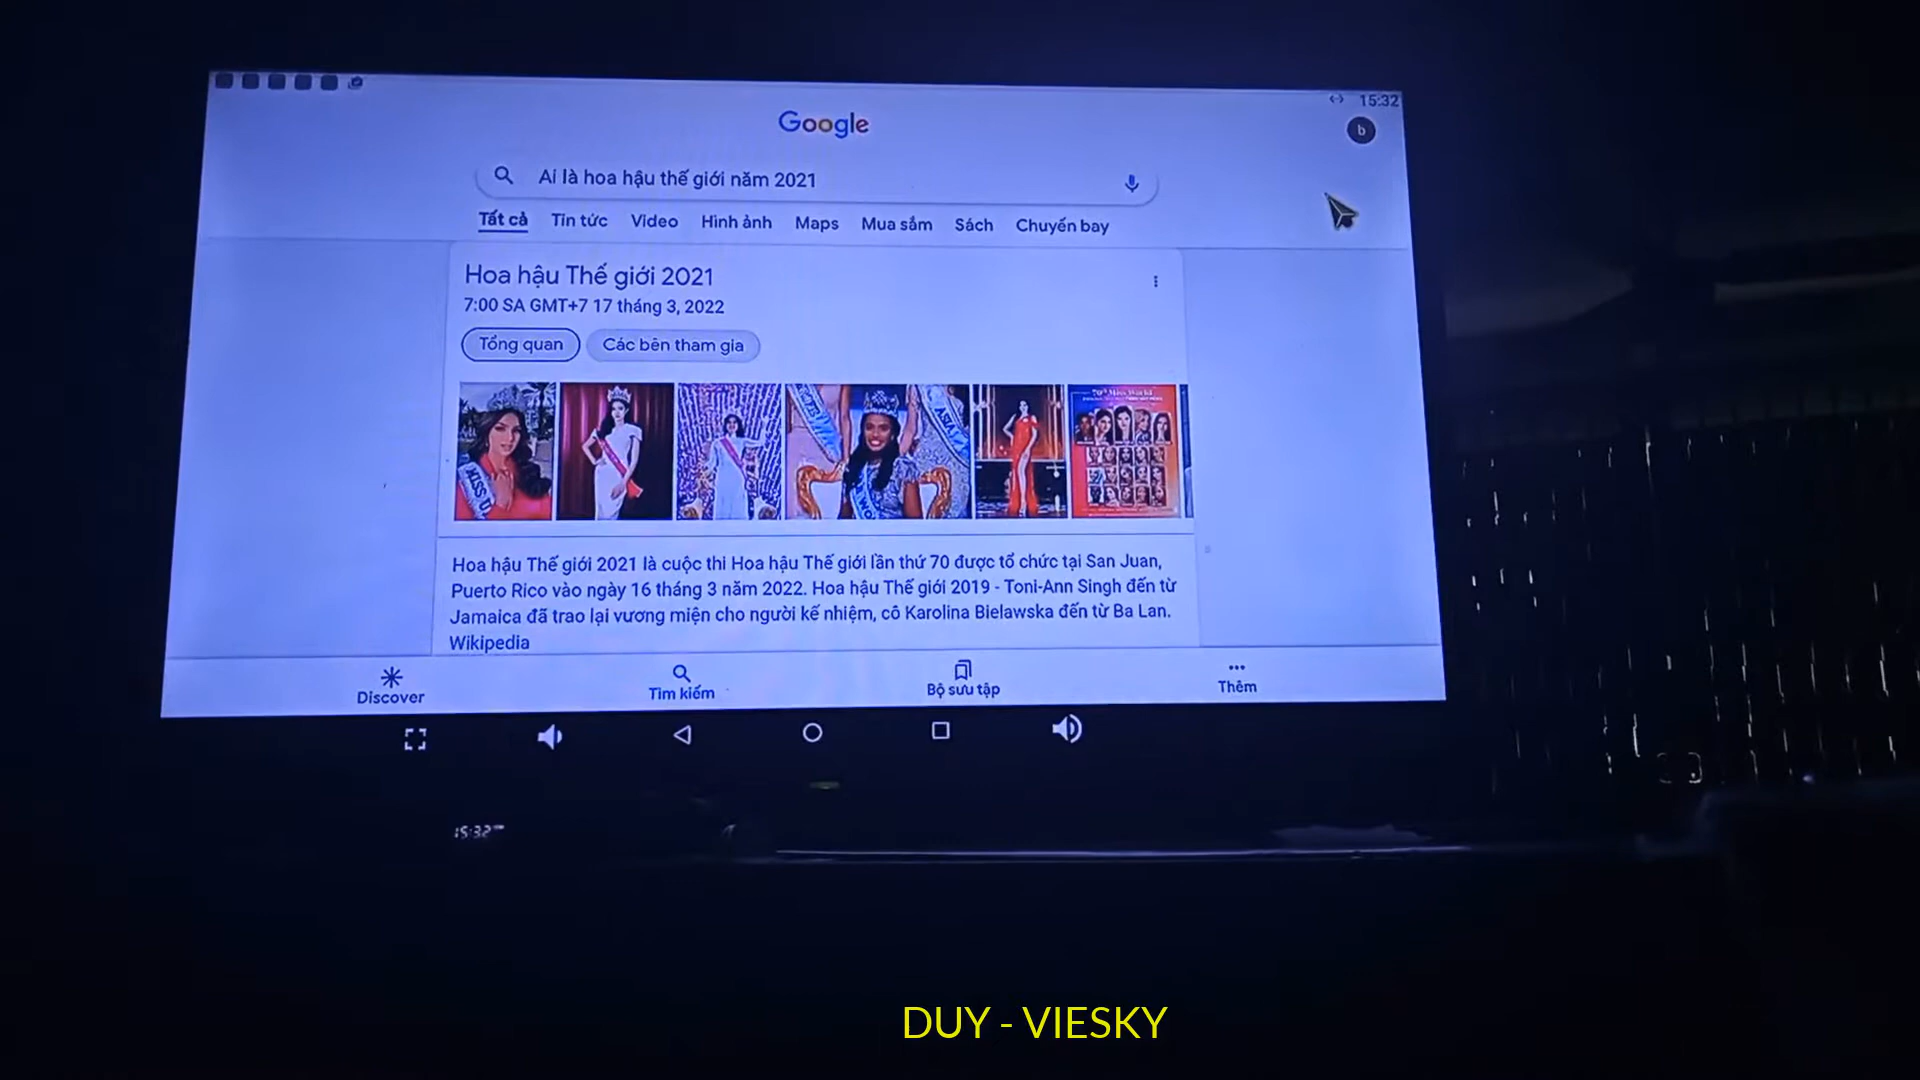 15:32
Google
b
Ai là hoa hậu thế giới năm 2021
Tất cả Tin tức Video Hình ảnh Maps Mua sắm Sách Chuyến bay
Hoa hậu Thế giới 2021
7:00 SA GMT+7 17 tháng 3, 2022
Tổng quan Các bên tham gia
MISS U
ASIA
Hoa hậu Thế giới 2021 là cuộc thi Hoa hậu Thế giới lần thứ 70 được tổ chức tại San Juan,
Puerto Rico vào ngày 16 tháng 3 năm 2022. Hoa hậu Thế giới 2019 - Toni-Ann Singh đến từ
Jamaica đã trao lại vương miện cho người kế nhiệm, cô Karolina Bielawska đến từ Ba Lan.
Wikipedia
Discover Tìm kiếm Bộ sưu tập Thêm
15:32
DUY - VIESKY